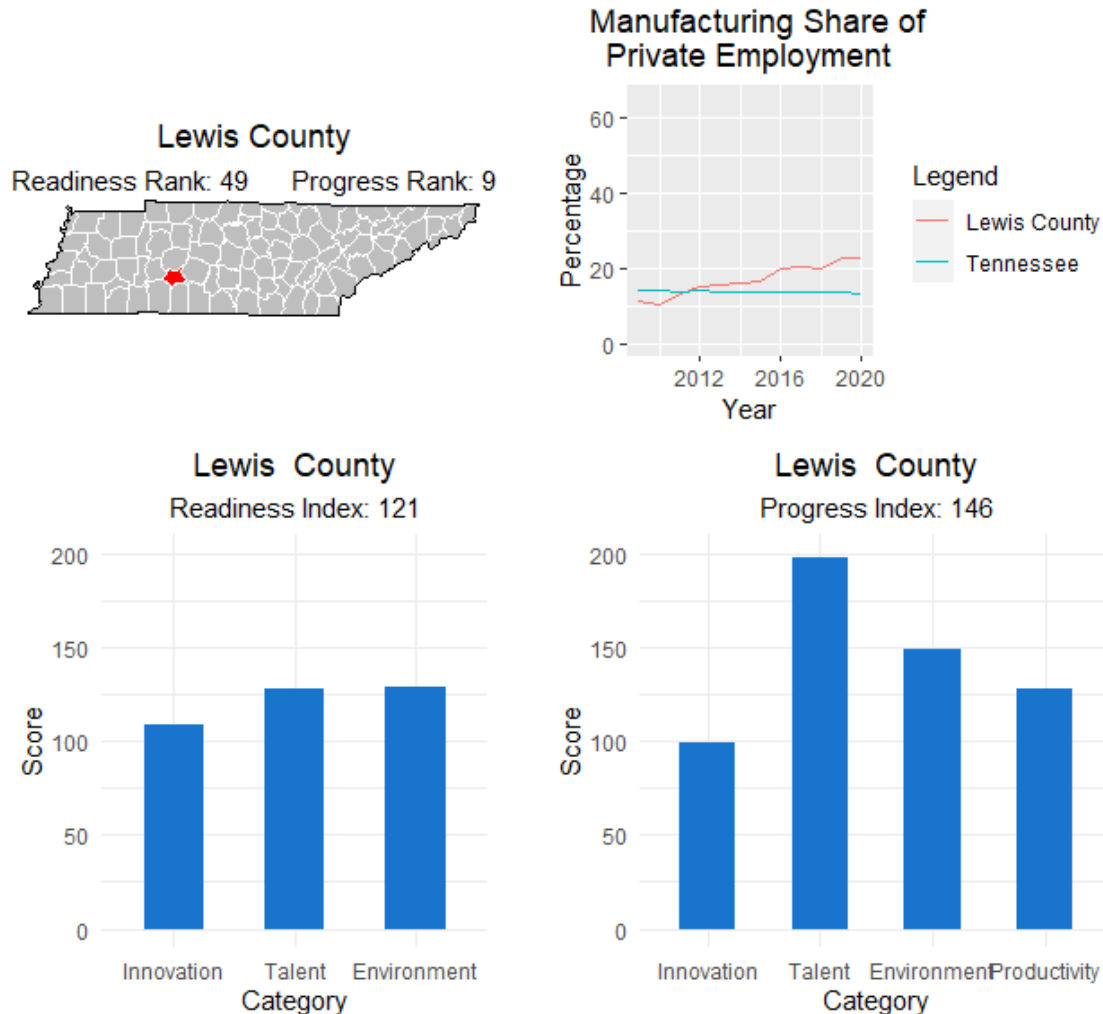 Lewis County
Readiness Rank: 49 Progress Rank: 9
Manufacturing Share of
Private Employment
60
40
20
0
Percentage
2012 2016 2020
Year
Legend
Lewis County
Tennessee
Lewis County
Readiness Index: 121
200
150
100
50
0
Score
Innovation Talent Environment
Category
Lewis County
Progress Index: 146
200
150
100
50
0
Score
Innovation Talent Environment Productivity
Category